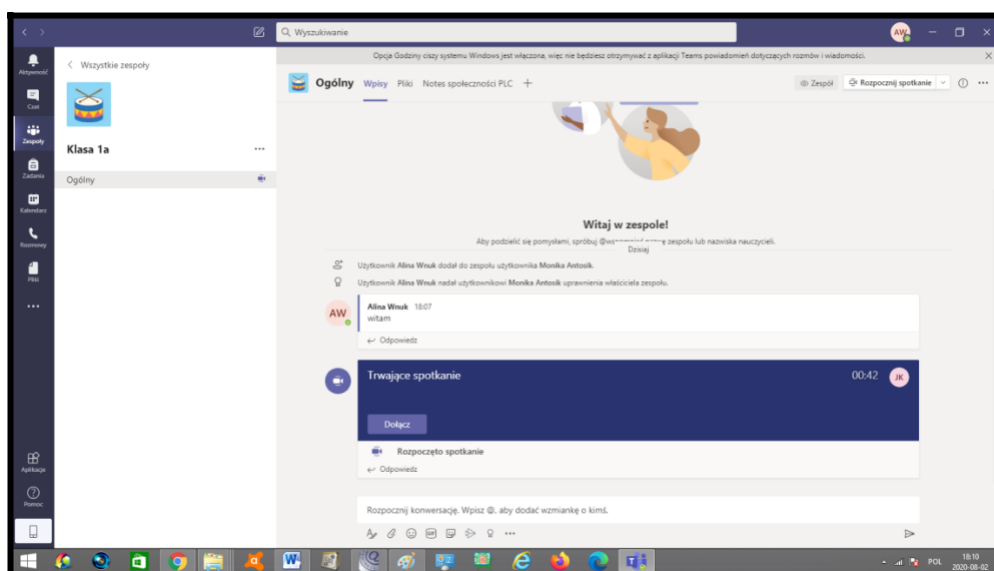 Wyszukiwanie
AW
Opcja Godziny ciszy systemu Windows jest włączona, więc nie będziesz otrzymywać z aplikacji Teams powiadomień dotyczących rozmów i wiadomości.
Aktywność
Czat
Zespoły
Zadania
Kalendarz
Rozmowy
Pliki
Aplikacje
Pomoc
Wszystkie zespoły
Klasa 1a
Ogólny
Ogólny Wpisy Pliki Notes społeczności PLC
Zespół Rozpocznij spotkanie
Witaj w zespole!
Aby podzielić się pomysłami, spróbuj zespołu lub nazwiska nauczycieli.
Dzisiaj
Użytkownik Alina Wnuk dodał do zespołu użytkownika Monika Antosik.
Użytkownik Alina Wnuk nadał użytkownikowi Monika Antosik uprawnienia właściciela zespołu.
AW
Alina Wnuk 18:07
witam
Odpowiedz
Trwające spotkanie 00:42 JK
Dołącz
Rozpoczęto spotkanie
Odpowiedz
Rozpocznij konwersację. Wpisz @, aby dodać wzmiankę o kimś.
GIF
POL 18:10
2020-08-02